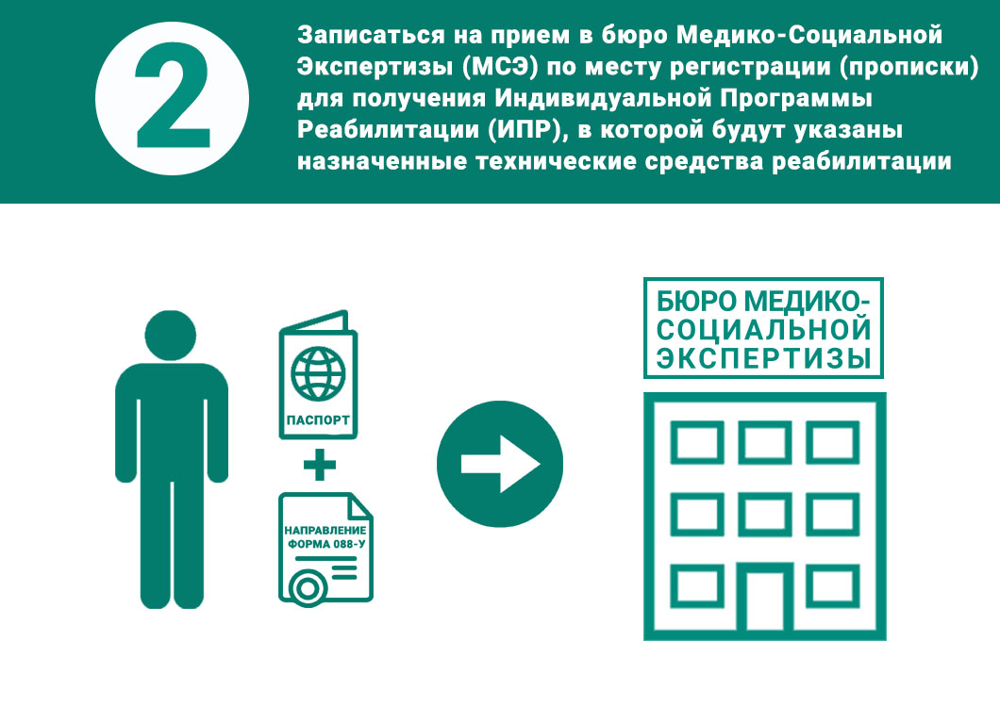 2
Записаться на прием в бюро Медико-Социальной
Экспертизы (МСЭ) по месту регистрации (прописки)
для получения Индивидуальной Программы
Реабилитации (ИПР), в которой будут указаны
назначенные технические средства реабилитации
ПАСПОРТ
+
НАПРАВЛЕНИЕ
ФОРМА 088-У
БЮРО МЕДИКО-
СОЦИАЛЬНОЙ
ЭКСПЕРТИЗЫ